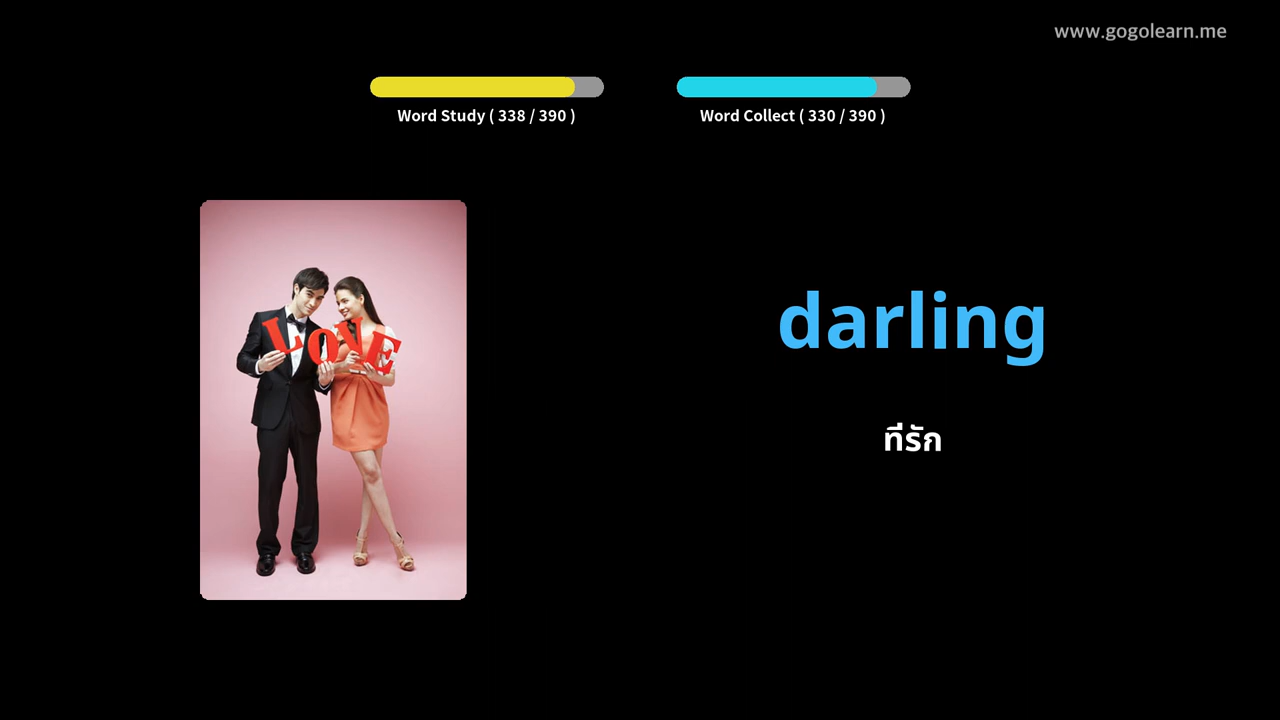 www.gogolearn.me
Word Study ( 338 / 390 )
Word Collect ( 330 / 390 )
LOVE
darling
ที่รัก